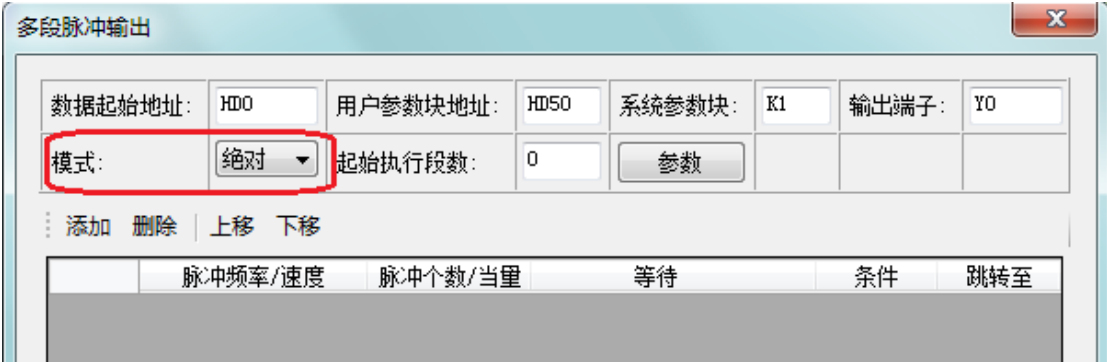 多段脉冲输出
数据起始地址: HD0 用户参数块地址: HD50 系统参数块: K1 输出端子: Y0
模式: 绝对 起始执行段数: 0 参数
添加 删除 上移 下移
脉冲频率/速度 脉冲个数/当量 等待 条件 跳转至